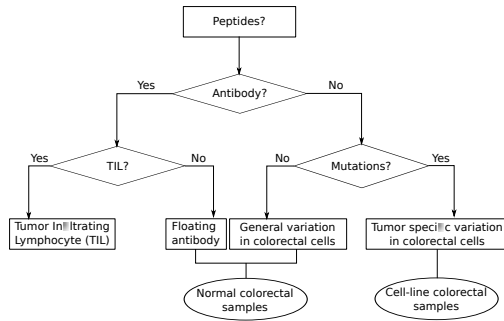 Peptides?
Yes
Antibody?
No
Yes
TIL?
No
No
Mutations?
Yes
Tumor
Lymphocyte (TIL)
Floating
antibody
General variation
in colorectal cells
Tumor variation
in colorectal cells
Normal colorectal
samples
Cell-line colorectal
samples